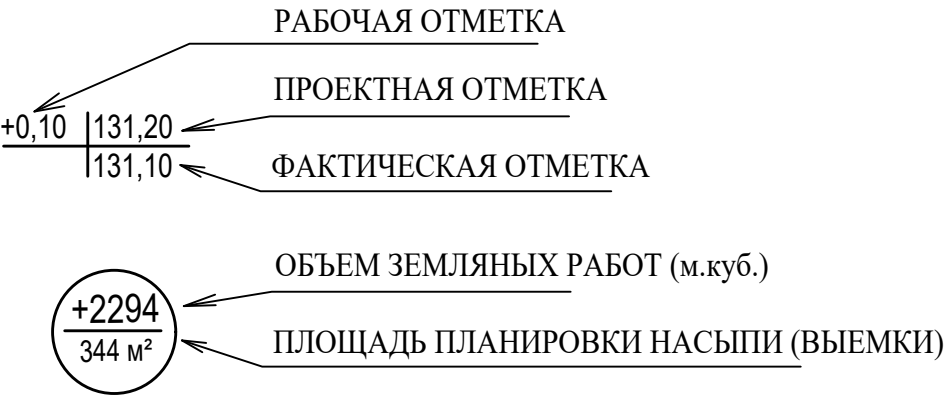 РАБОЧАЯ ОТМЕТКА
ПРОЕКТНАЯ ОТМЕТКА
+0,10 131,20
131,10
ФАКТИЧЕСКАЯ ОТМЕТКА
ОБЪЕМ ЗЕМЛЯНЫХ РАБОТ (м.куб.)
+2294
344 м²
ПЛОЩАДЬ ПЛАНИРОВКИ НАСЫПИ (ВЫЕМКИ)